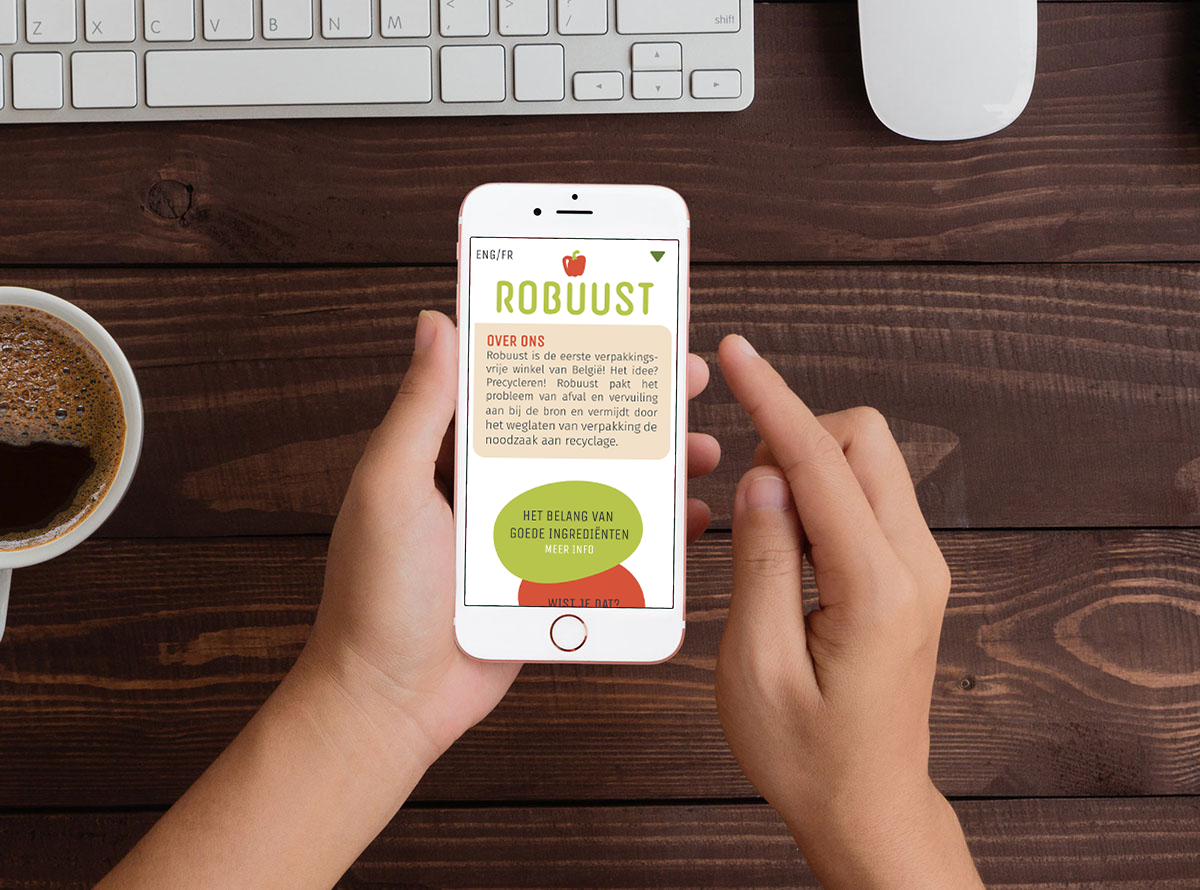 Z X C V B N M < , > . / ? shift
ENG/FR
ROBUUST
OVER ONS
Robuust is de eerste verpakkings-
vrije winkel van België! Het idee?
Precycleren! Robuust pakt het
probleem van afval en vervuiling
aan bij de bron en vermijdt door
het weglaten van verpakking de
noodzaak aan recyclage.
HET BELANG VAN
GOEDE INGREDIËNTEN
MEER INFO
WIST JE DAT?